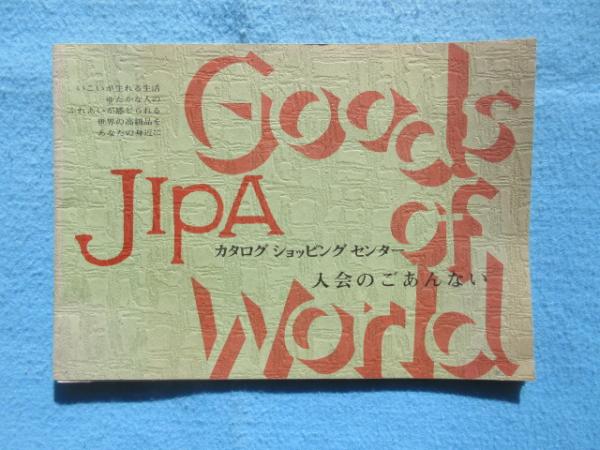 いこいが生れる生活
ゆたかな人の
ふれあいが感じられる
世界の高級品を
あなたの身近に
Goods
of
World
JIPA
カタログ ショッピング センター
入会のごあんない